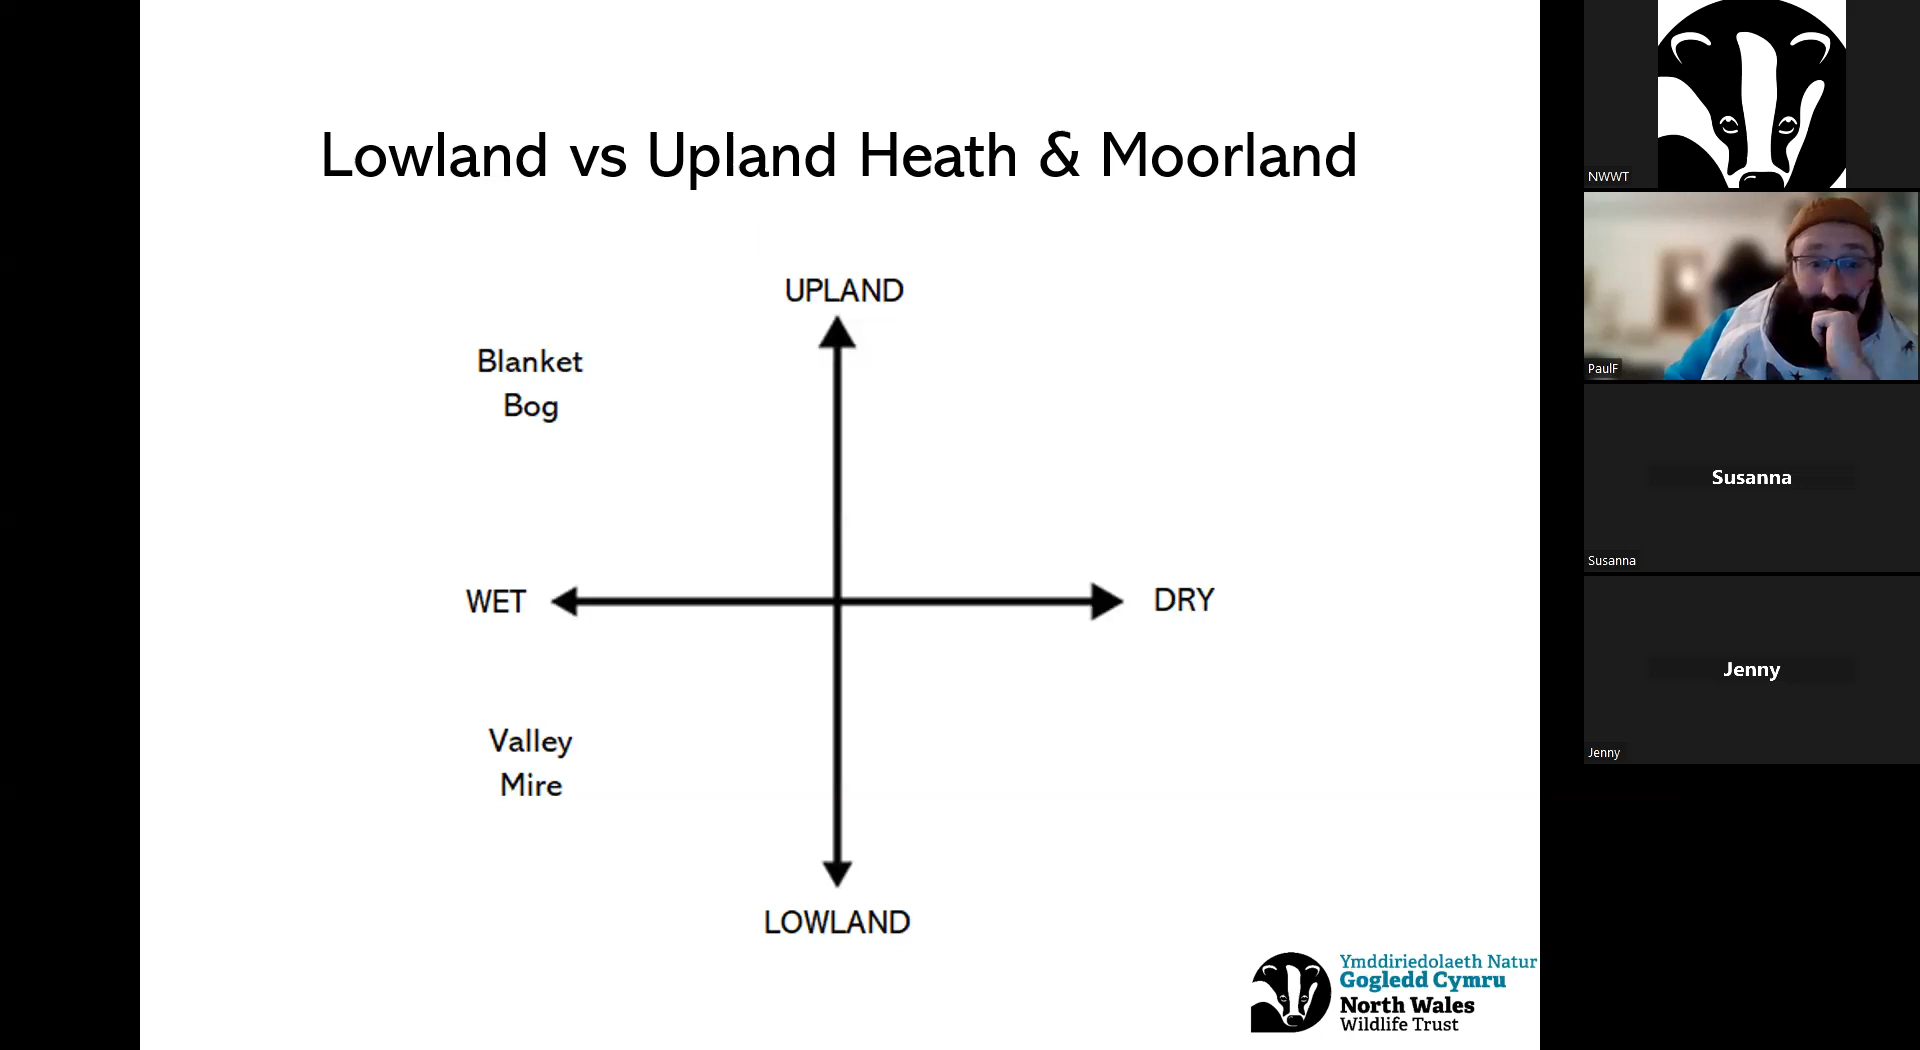 Lowland vs Upland Heath & Moorland
UPLAND
Blanket
Bog
WET
DRY
Valley
Mire
LOWLAND
Ymddiriedolaeth Natur
Gogledd Cymru
North Wales
Wildlife Trust
NWWT
PaulF
Susanna
Susanna
Jenny
Jenny